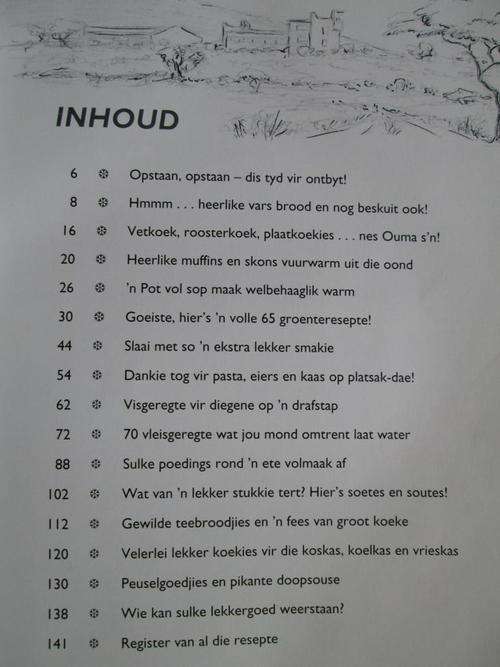 INHOUD
6 ❄ Opstaan, opstaan – dis tyd vir ontbyt!
8 ❄ Hmmm . . . heerlike vars brood en nog beskuit ook!
16 ❄ Vetkoek, roosterkoek, plaatkoekies . . . nes Ouma s'n!
20 ❄ Heerlike muffins en skons vuurwarm uit die oond
26 ❄ 'n Pot vol sop maak welbehaaglik warm
30 ❄ Goeiste, hier's 'n volle 65 groenteresepte!
44 ❄ Slaai met so 'n ekstra lekker smakie
54 ❄ Dankie tog vir pasta, eiers en kaas op platsak-dae!
62 ❄ Visgeregte vir diegene op 'n drafstap
72 ❄ 70 vleisgeregte wat jou mond omtrent laat water
88 ❄ Sulke poedings rond 'n ete volmaak af
102 ❄ Wat van 'n lekker stukkie tert? Hier's soetes en soutes!
112 ❄ Gewilde teebroodjies en 'n fees van groot koeke
120 ❄ Velerlei lekker koekies vir die koskas, koelkas en vrieskas
130 ❄ Peuselgoedjies en pikante doopsouse
138 ❄ Wie kan sulke lekkergoed weerstaan?
141 ❄ Register van al die resepte